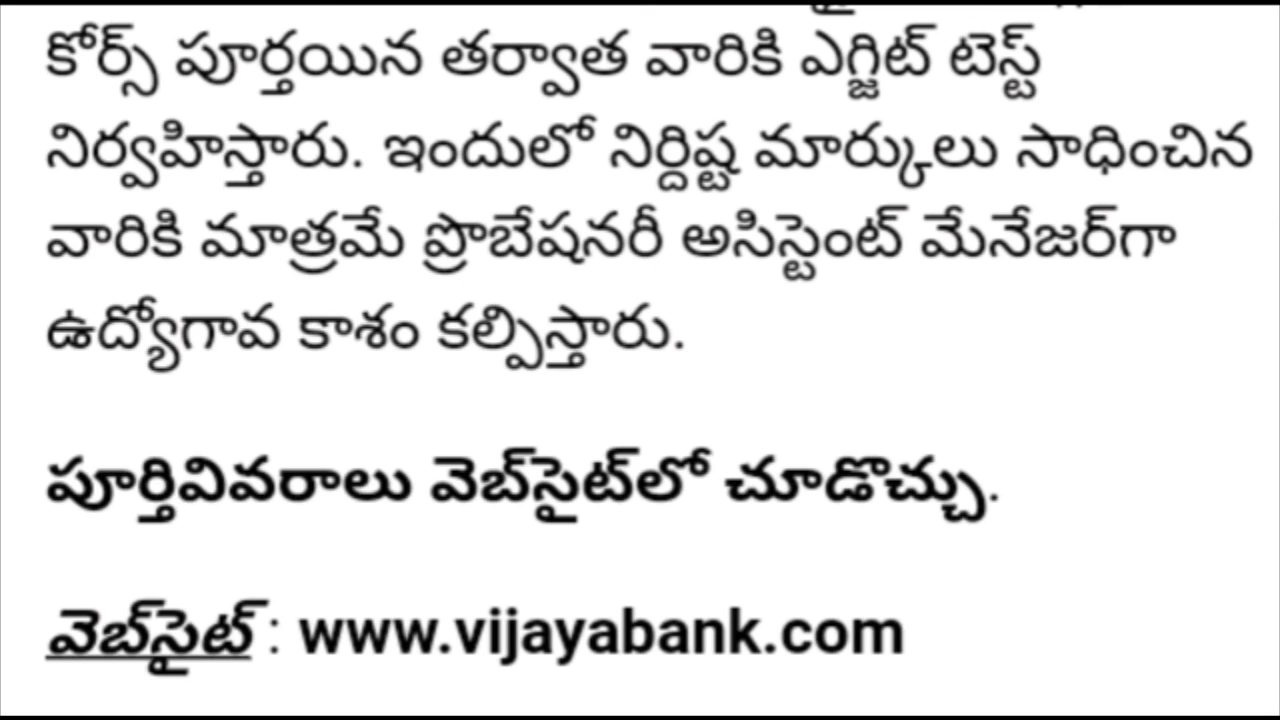 కోర్స్ పూర్తయిన తర్వాత వారికి ఎగ్జిట్ టెస్ట్
నిర్వహిస్తారు. ఇందులో నిర్దిష్ట మార్కులు సాధించిన
వారికి మాత్రమే ప్రొబేషనరీ అసిస్టెంట్ మేనేజర్‌గా
ఉద్యోగావ కాశం కల్పిస్తారు.
పూర్తివివరాలు వెబ్‌సైట్‌లో చూడొచ్చు.
వెబ్‌సైట్ : www.vijayabank.com